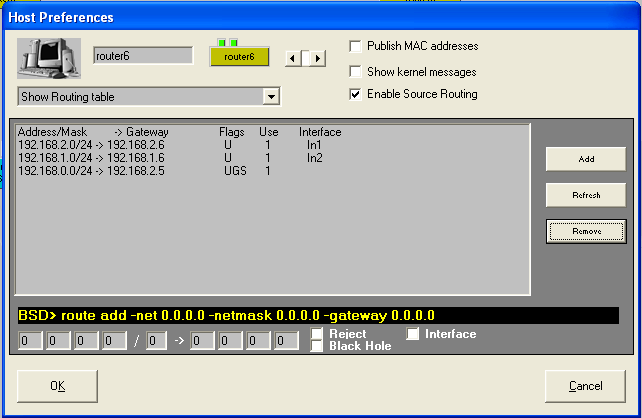 Host Preferences
router6
router6
Publish MAC addresses
Show kernel messages
Enable Source Routing
Show Routing table
Address/Mask -> Gateway Flags Use Interface
192.168.2.0/24 -> 192.168.2.6 U 1 In1
192.168.1.0/24 -> 192.168.1.6 U 1 In2
192.168.0.0/24 -> 192.168.2.5 UGS 1
Add
Refresh
Remove
BSD> route add -net 0.0.0.0 -netmask 0.0.0.0 -gateway 0.0.0.0
0 0 0 0 / 0 -> 0 0 0 0
Reject
Black Hole
Interface
OK
Cancel